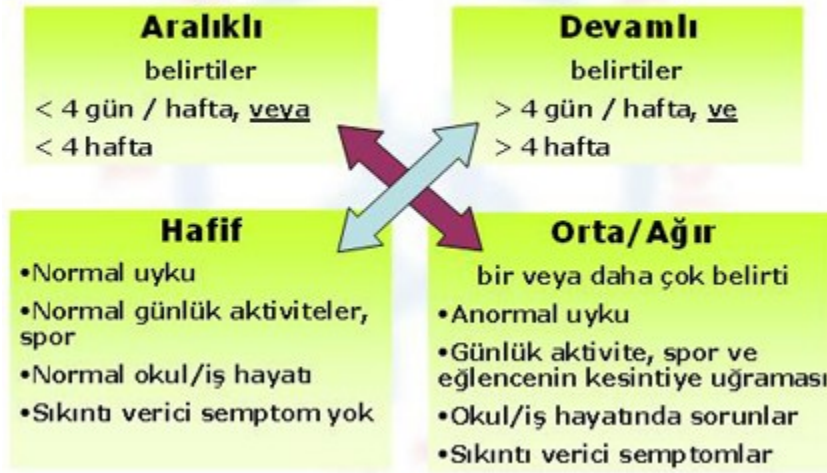 Aralıklı
belirtiler
< 4 gün / hafta, veya
< 4 hafta
Devamlı
belirtiler
> 4 gün / hafta, ve
> 4 hafta
Hafif
•Normal uyku
•Normal günlük aktiviteler,
spor
•Normal okul/iş hayatı
•Sıkıntı verici semptom yok
Orta/Ağır
bir veya daha çok belirti
•Anormal uyku
•Günlük aktivite, spor ve
eğlencenin kesintiye uğraması
•Okul/iş hayatında sorunlar
•Sıkıntı verici semptomlar